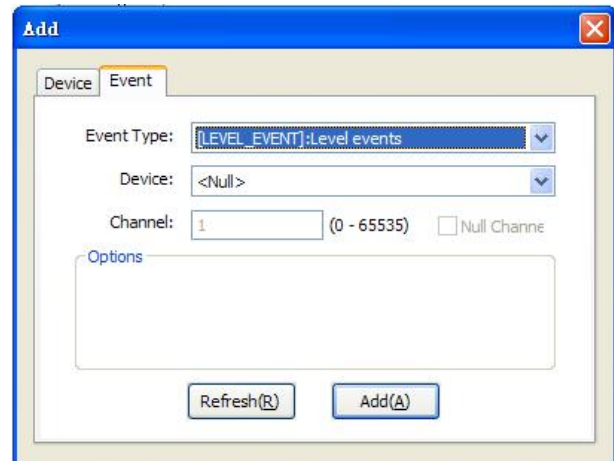 Add
Device Event
Event Type: [LEVEL_EVENT]:Level events
Device: <Null>
Channel: 1 (0 - 65535) Null Channe
Options
Refresh(R) Add(A)